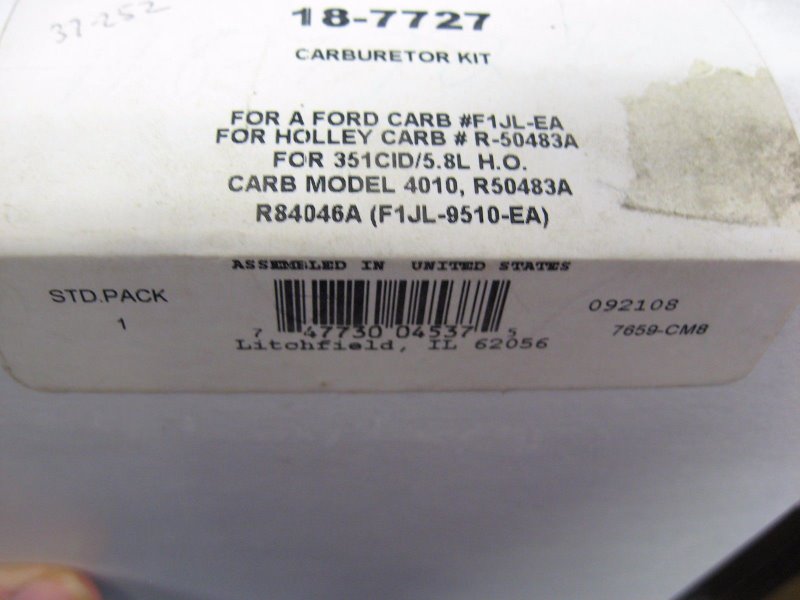 37-252
18-7727
CARBURETOR KIT
FOR A FORD CARB #F1JL-EA
FOR HOLLEY CARB # R-50483A
FOR 351CID/5.8L H.O.
CARB MODEL 4010, R50483A
R84046A (F1JL-9510-EA)
ASSEMBLED IN UNITED STATES
STD.PACK
1
7 47730 04537 5
Litchfield, IL 62056
092108
7659-CM8